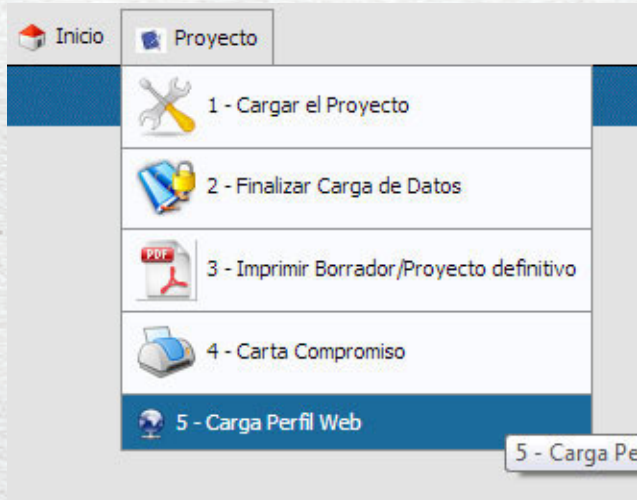 Inicio Proyecto
1 - Cargar el Proyecto
2 - Finalizar Carga de Datos
PDF
3 - Imprimir Borrador/Proyecto definitivo
4 - Carta Compromiso
5 - Carga Perfil Web
5 - Carga Pe